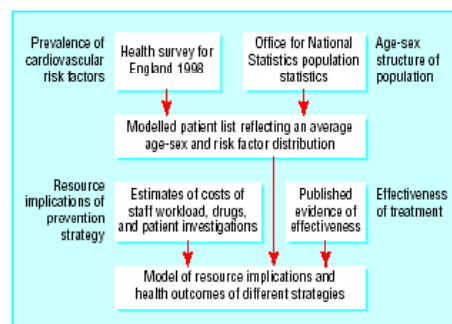 Prevalence of
cardiovascular
risk factors
Health survey for
England 1998
Office for National
Statistics population
statistics
Age-sex
structure of
population
Modelled patient list reflecting an average
age-sex and risk factor distribution
Resource
implications of
prevention
strategy
Estimates of costs of
staff workload, drugs,
and patient investigations
Published
evidence of
effectiveness
Effectiveness
of treatment
Model of resource implications and
health outcomes of different strategies